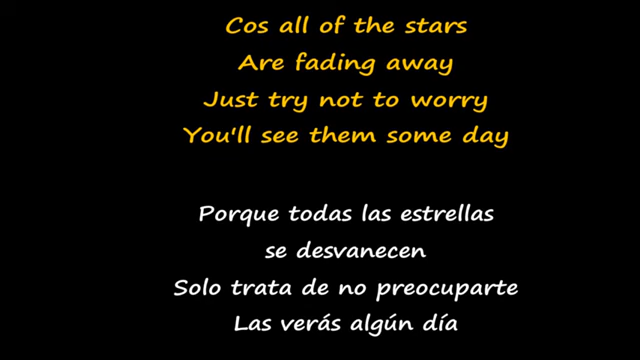 Cos all of the stars
Are fading away
Just try not to worry
You'll see them some day
Porque todas las estrellas
se desvanecen
Solo trata de no preocuparte
Las verás algún día